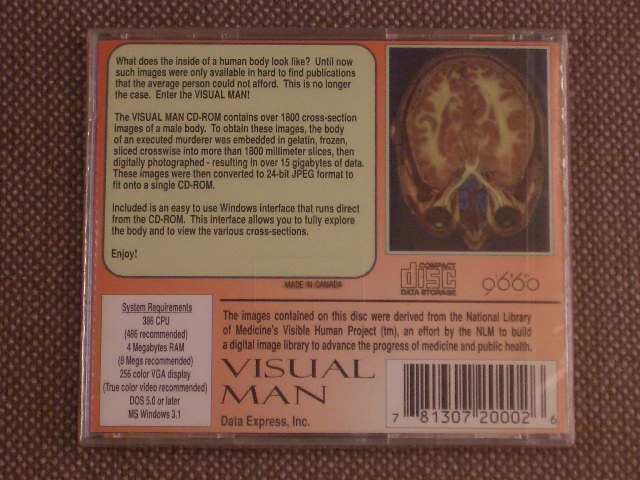 What does the inside of a human body look like? Until now
such images were only available in hard to find publications
that the average person could not afford. This is no longer
the case. Enter the VISUAL MAN!
The VISUAL MAN CD-ROM contains over 1800 cross-section
images of a male body. To obtain these images, the body
of an executed murderer was embedded in gelatin, frozen,
sliced crosswise into more than 1800 millimeter slices, then
digitally photographed - resulting in over 15 gigabytes of data.
These images were then converted to 24-bit JPEG format to
fit onto a single CD-ROM.
Included is an easy to use Windows interface that runs direct
from the CD-ROM. This interface allows you to fully explore
the body and to view the various cross-sections.
Enjoy!
MADE IN CANADA
COMPACT
disc
DATA STORAGE
ISO
9660
System Requirements
386 CPU
(486 recommended)
4 Megabytes RAM
(8 Megs recommended)
256 color VGA display
(True color video recommended)
DOS 5.0 or later
MS Windows 3.1
The images contained on this disc were derived from the National Library
of Medicine's Visible Human Project (tm), an effort by the NLM to build
a digital image library to advance the progress of medicine and public health.
VISUAL
MAN
Data Express, Inc.
7 81307 20002 6